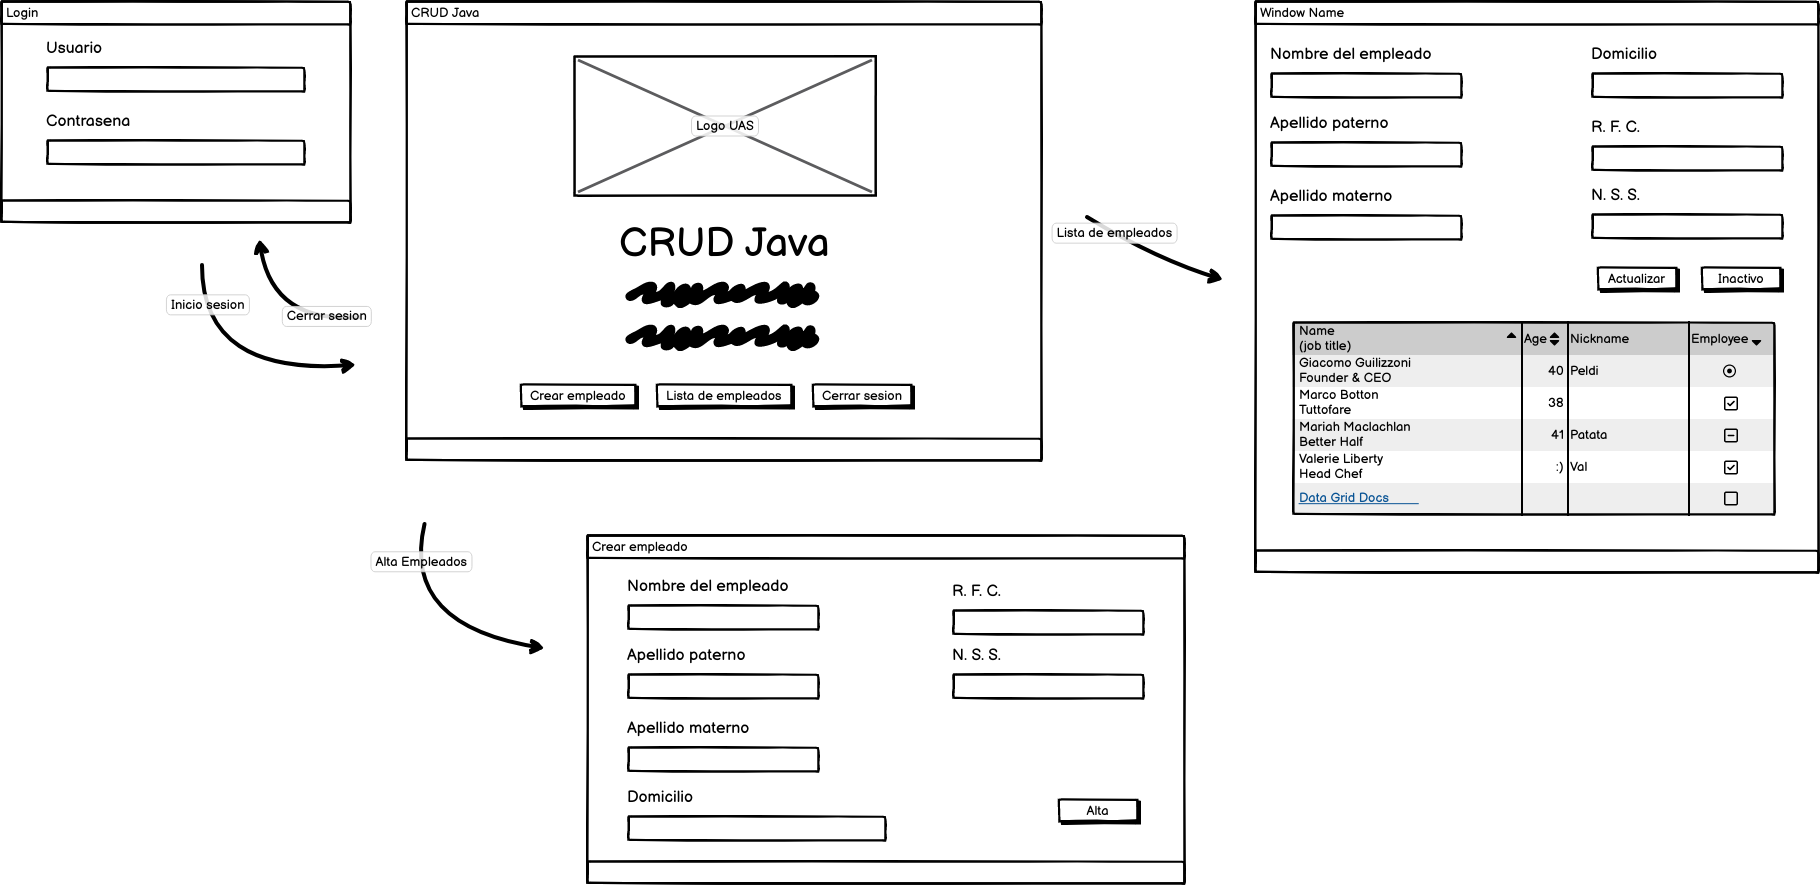 Login
Usuario
Contrasena
Inicio sesion
Cerrar sesion
CRUD Java
Logo UAS
CRUD Java
Crear empleado
Lista de empleados
Cerrar sesion
Lista de empleados
Window Name
Nombre del empleado
Domicilio
Apellido paterno
R. F. C.
Apellido materno
N. S. S.
Actualizar
Inactivo
Name
(job title)
Age
Nickname
Employee
Giacomo Guilizzoni
Founder & CEO
40
Peldi
Marco Botton
Tuttofare
38
Mariah Maclachlan
Better Half
41
Patata
Valerie Liberty
Head Chef
:)
Val
Data Grid Docs
Alta Empleados
Crear empleado
Nombre del empleado
R. F. C.
Apellido paterno
N. S. S.
Apellido materno
Domicilio
Alta